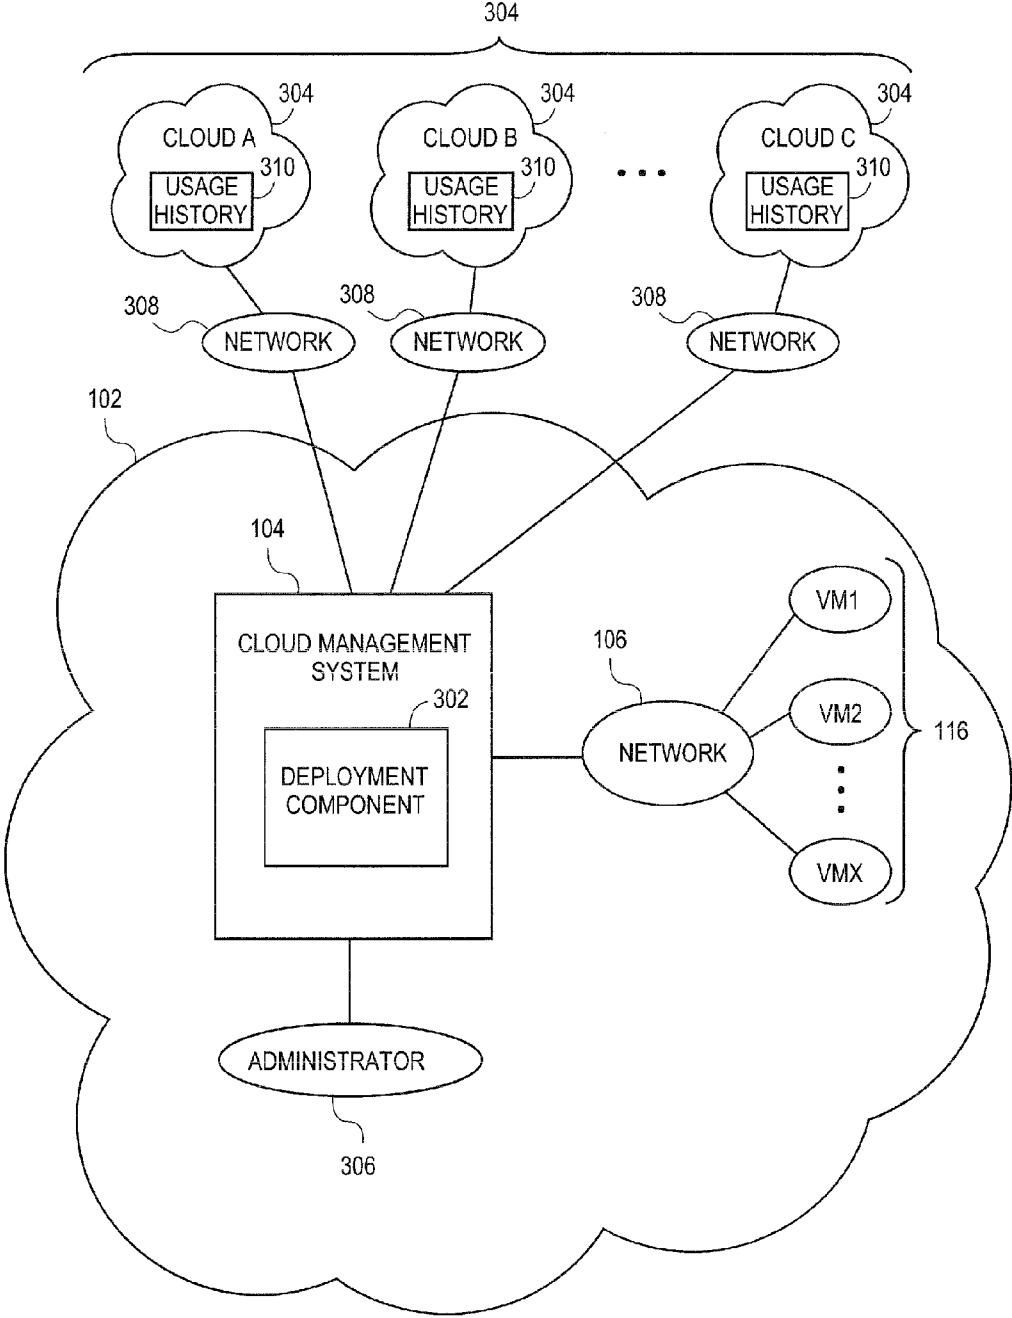 304
304
304
304
CLOUD A
CLOUD B
CLOUD C
310
310
310
USAGE
HISTORY
USAGE
HISTORY
USAGE
HISTORY
308
308
308
NETWORK
NETWORK
NETWORK
102
104
CLOUD MANAGEMENT
SYSTEM
302
DEPLOYMENT
COMPONENT
106
NETWORK
VM1
VM2
VMX
116
ADMINISTRATOR
306